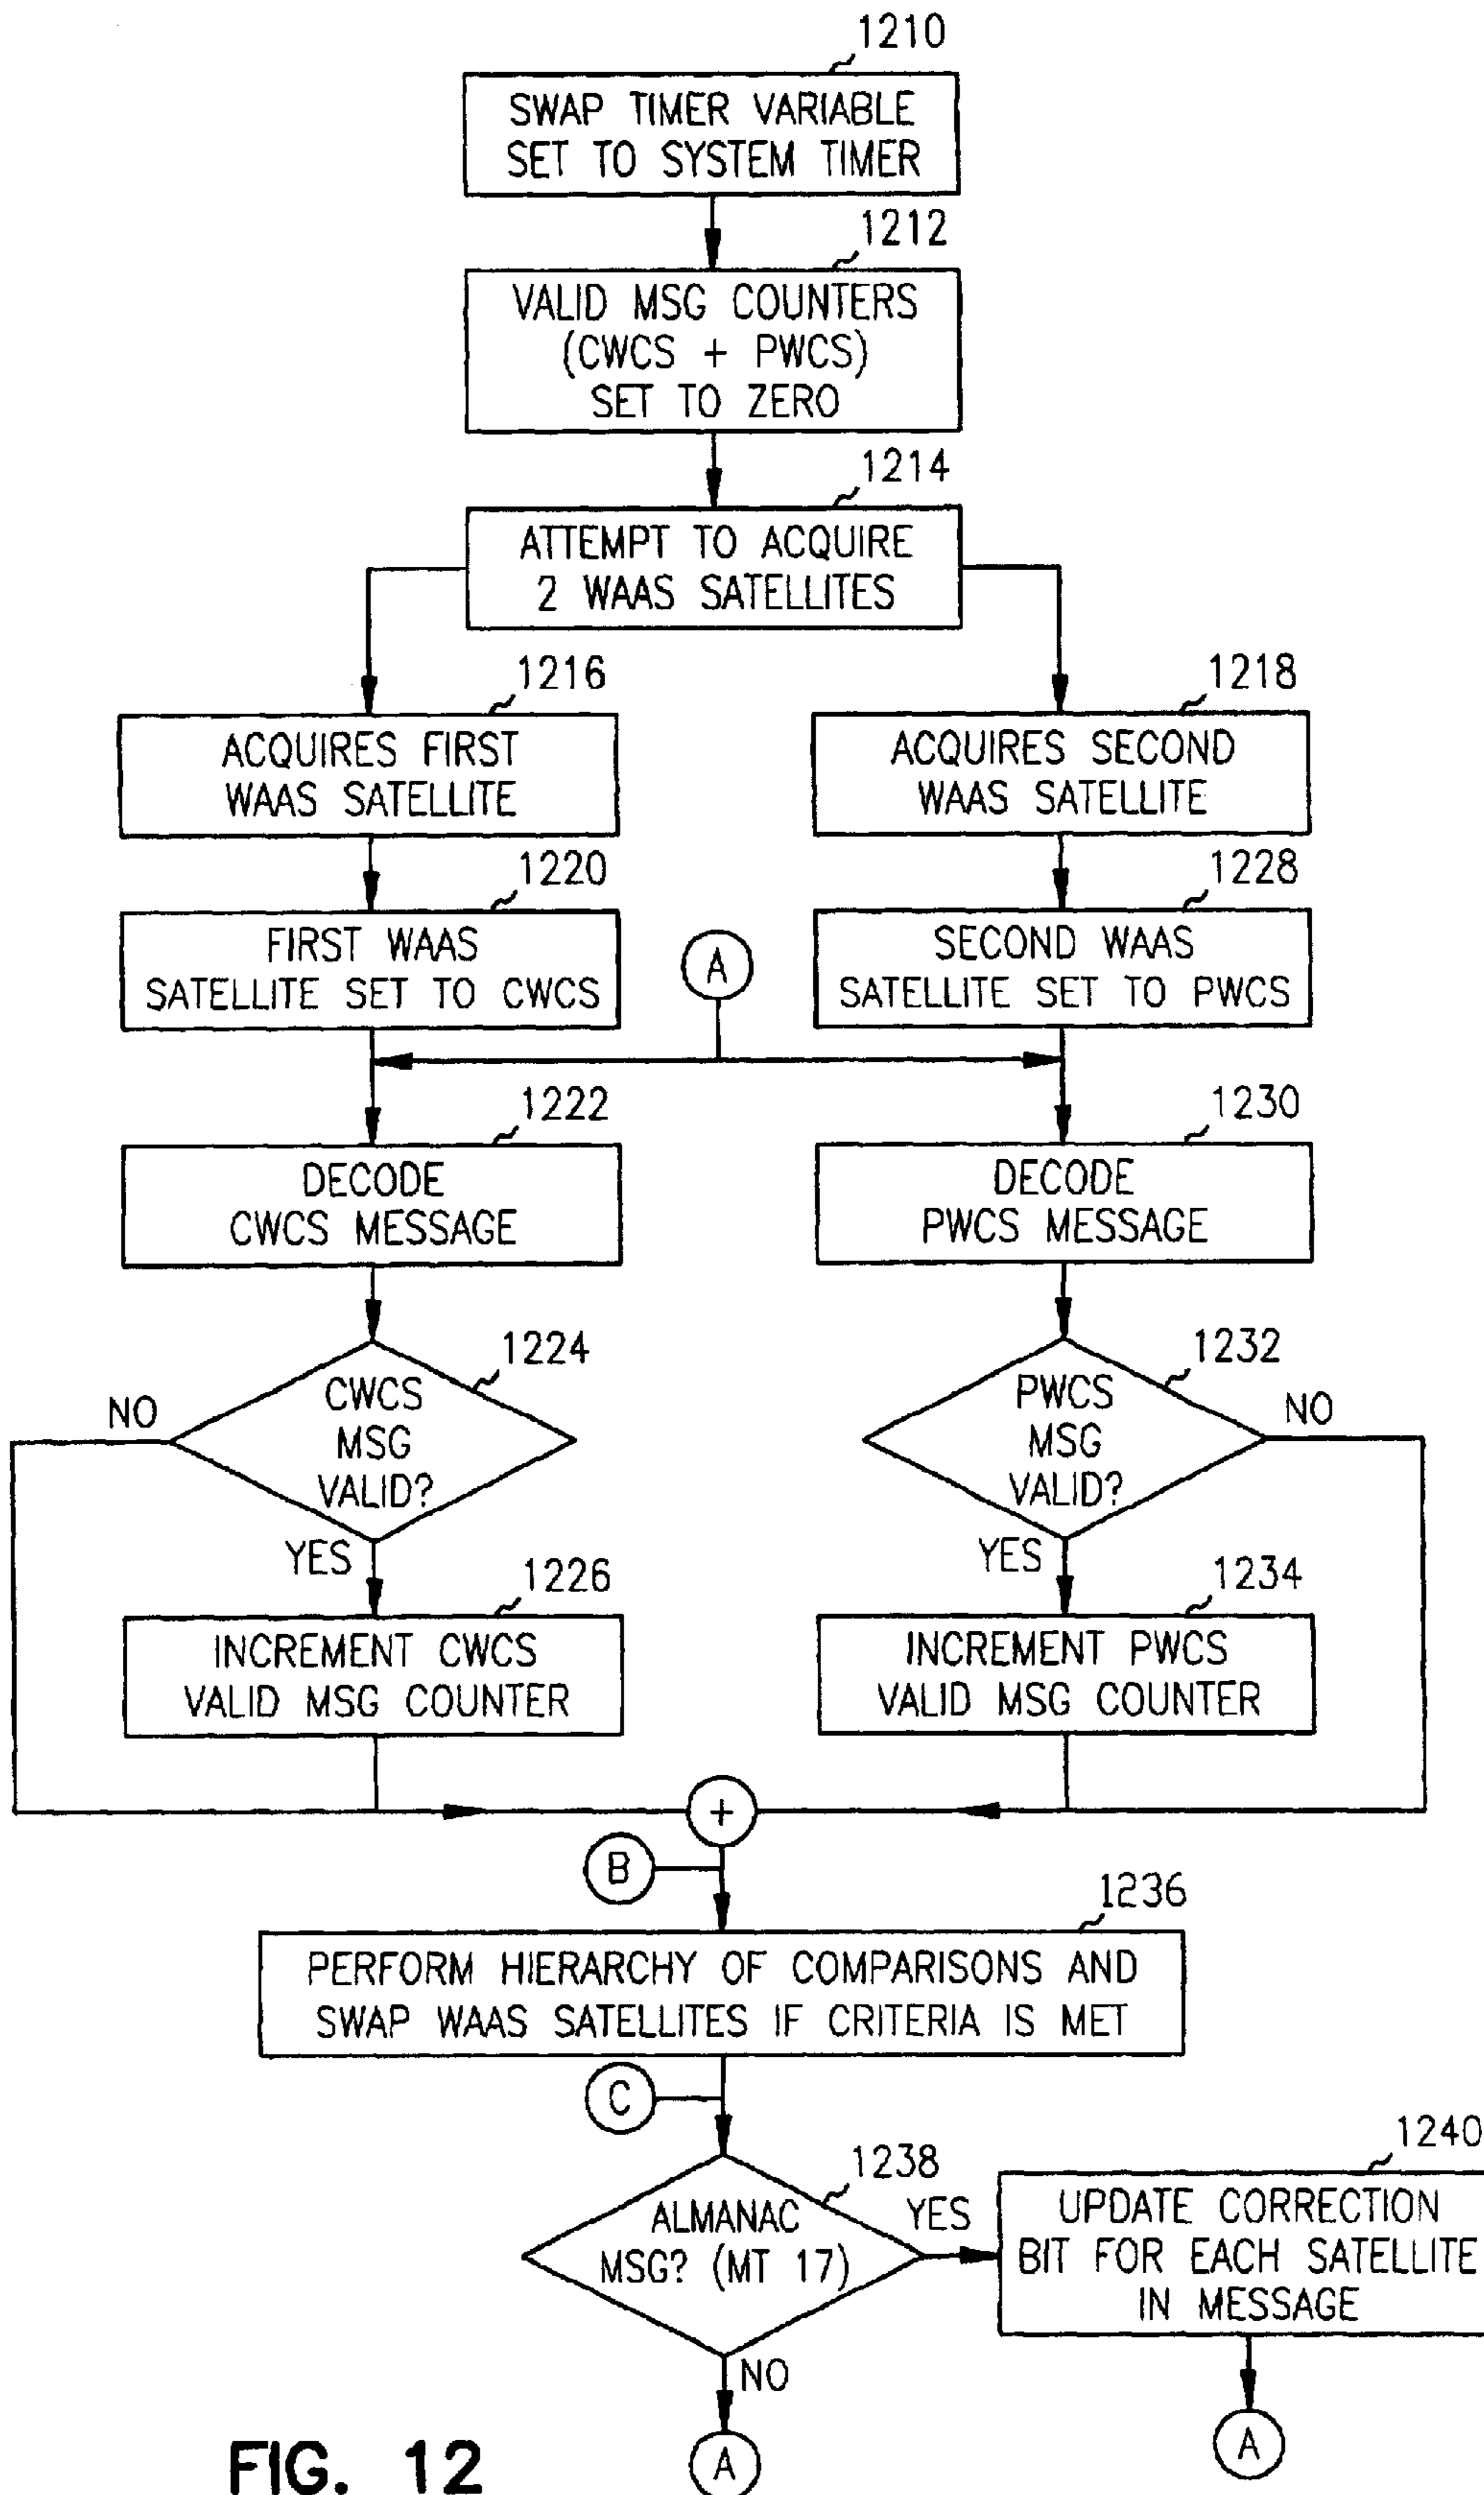 1210
SWAP TIMER VARIABLE
SET TO SYSTEM TIMER
1212
VALID MSG COUNTERS
(CWCS + PWCS)
SET TO ZERO
1214
ATTEMPT TO ACQUIRE
2 WAAS SATELLITES
1216
ACQUIRES FIRST
WAAS SATELLITE
1218
ACQUIRES SECOND
WAAS SATELLITE
1220
FIRST WAAS
SATELLITE SET TO CWCS
A
1228
SECOND WAAS
SATELLITE SET TO PWCS
1222
DECODE
CWCS MESSAGE
1230
DECODE
PWCS MESSAGE
1224
CWCS
MSG
VALID?
NO
YES
1232
PWCS
MSG
VALID?
NO
YES
1226
INCREMENT CWCS
VALID MSG COUNTER
1234
INCREMENT PWCS
VALID MSG COUNTER
+
B
1236
PERFORM HIERARCHY OF COMPARISONS AND
SWAP WAAS SATELLITES IF CRITERIA IS MET
C
1238
ALMANAC
MSG? (MT 17)
YES
1240
UPDATE CORRECTION
BIT FOR EACH SATELLITE
IN MESSAGE
NO
A
A
FIG. 12